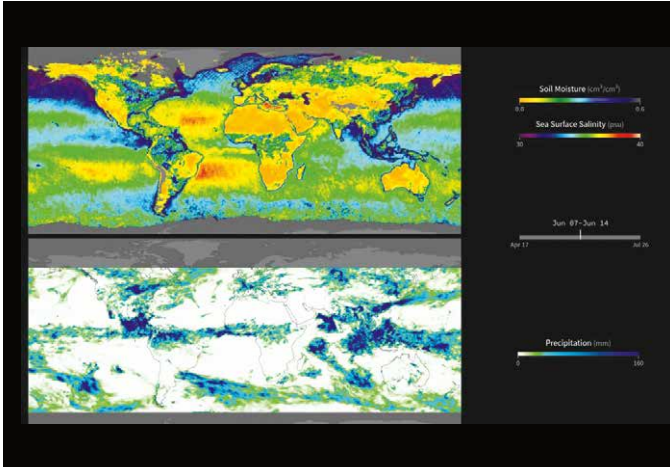 Soil Moisture (cm³/cm³)
0.0 0.6
Sea Surface Salinity (psu)
30 40
Jun 07-Jun 14
Apr 17 Jul 26
Precipitation (mm)
0 160